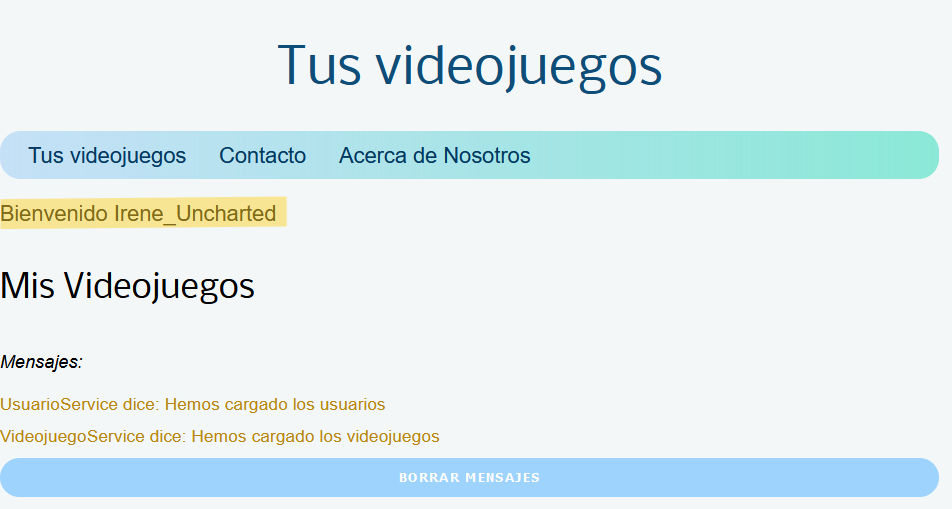 Tus videojuegos
Tus videojuegos Contacto Acerca de Nosotros
Bienvenido Irene_Uncharted
Mis Videojuegos
Mensajes:
UsuarioService dice: Hemos cargado los usuarios
VideojuegoService dice: Hemos cargado los videojuegos
BORRAR MENSAJES